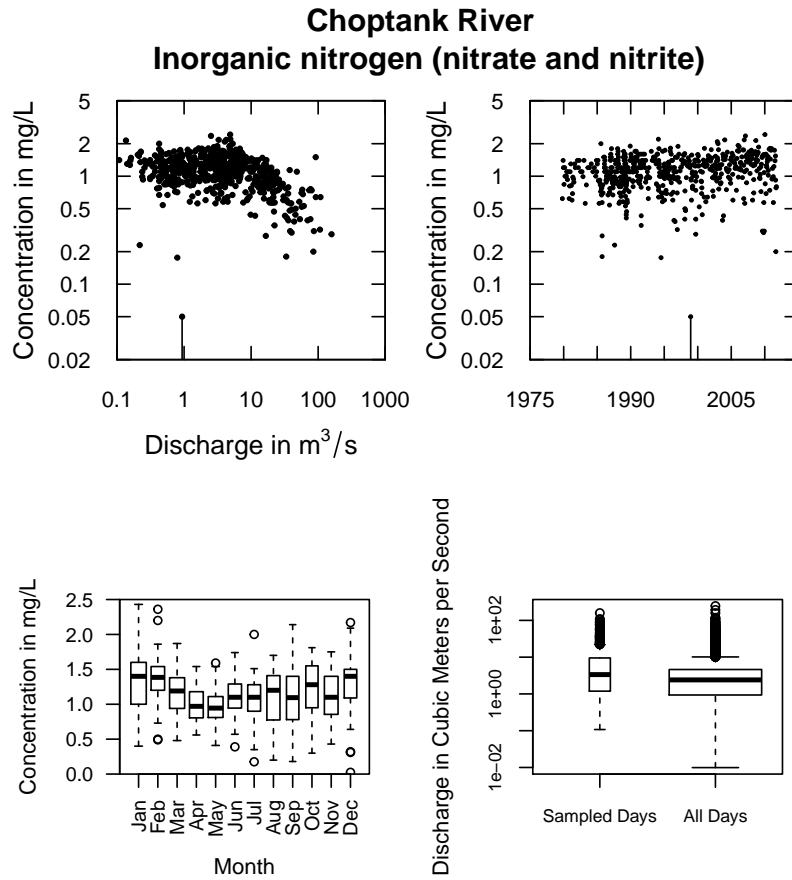 Choptank River
Inorganic nitrogen (nitrate and nitrite)
Concentration in mg/L
5
2
1
0.5
0.2
0.1
0.05
0.02
0.1 1 10 100 1000
Discharge in m³/s
Concentration in mg/L
5
2
1
0.5
0.2
0.1
0.05
0.02
1975 1990 2005
Concentration in mg/L
2.5
2.0
1.5
1.0
0.5
0.0
Jan Feb Mar Apr May Jun Jul Aug Sep Oct Nov Dec
Month
Discharge in Cubic Meters per Second
1e+02
1e+00
1e−02
Sampled Days All Days